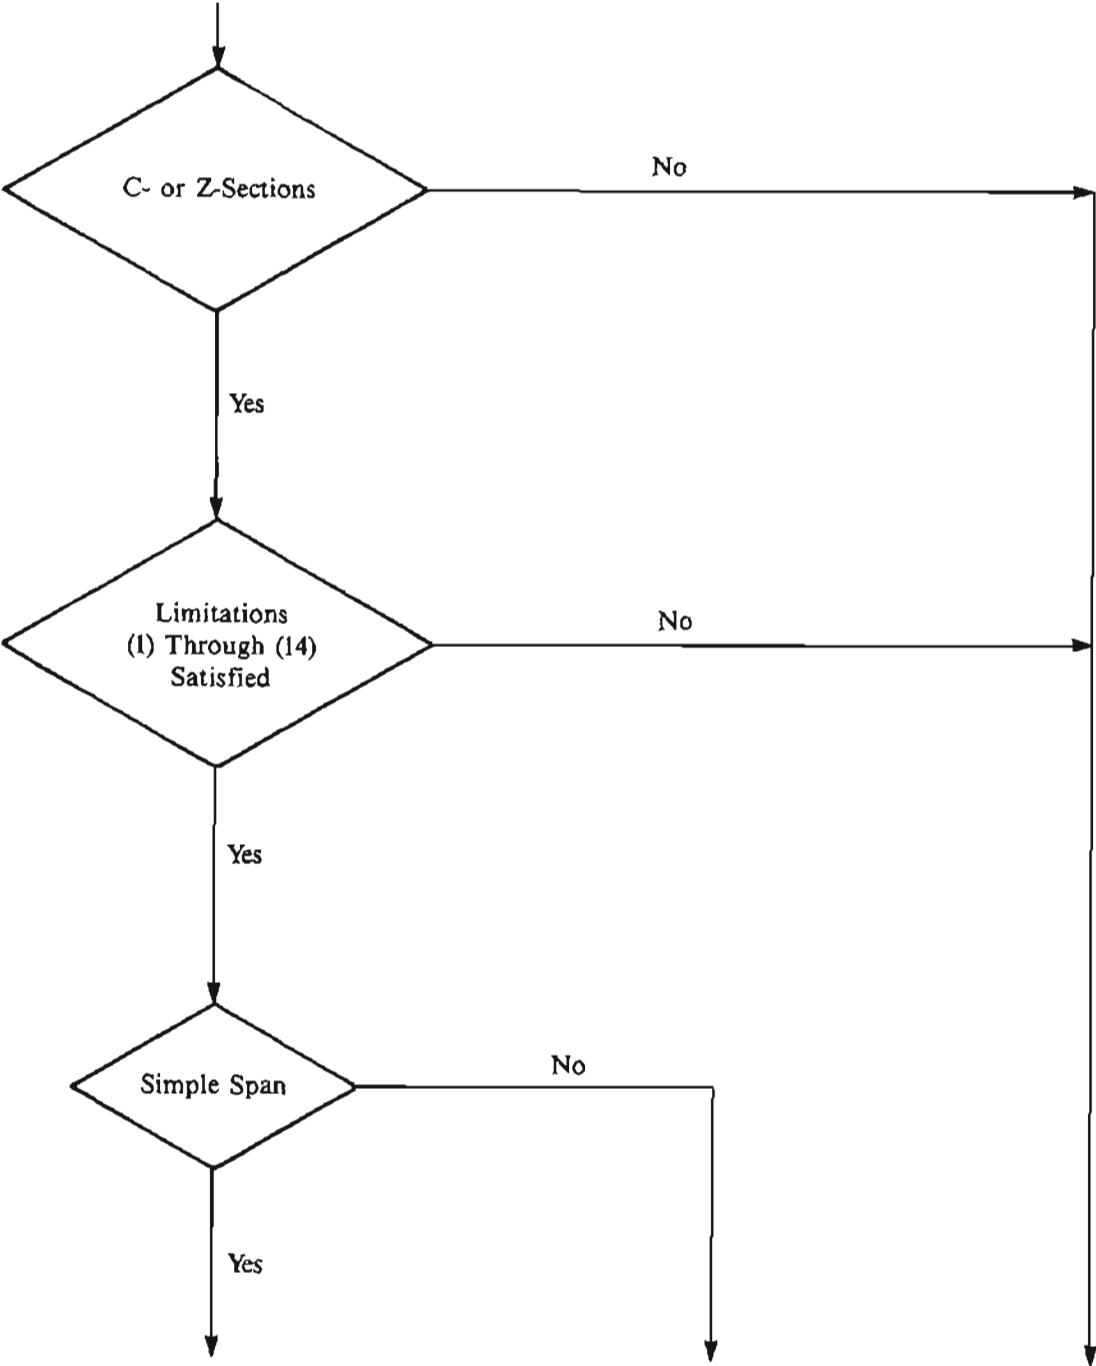 No
C- or Z-Sections
Yes
Limitations
(1) Through (14)
Satisfied
No
Yes
Simple Span
No
Yes